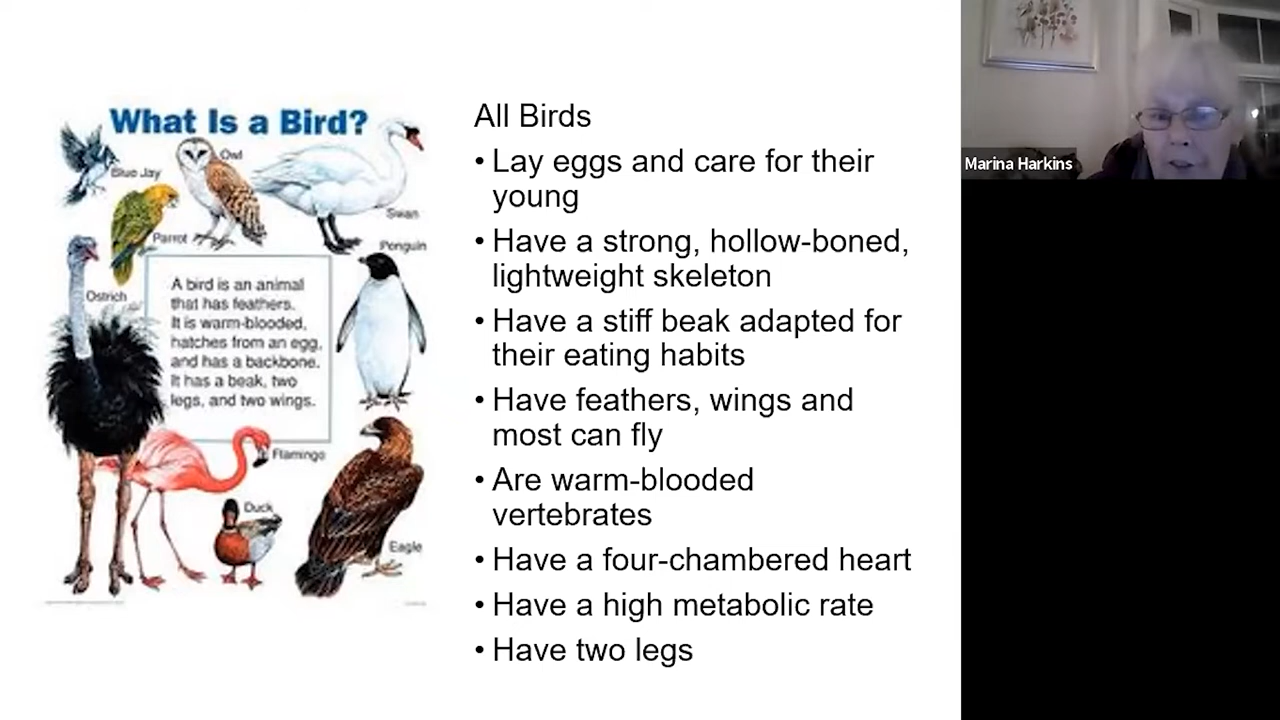 What Is a Bird?
Blue Jay
Owl
Swan
Parrot
Penguin
Ostrich
A bird is an animal
that has feathers.
It is warm-blooded,
hatches from an egg,
and has a backbone.
It has a beak, two
legs, and two wings.
Flamingo
Duck
Eagle
All Birds
• Lay eggs and care for their
young
• Have a strong, hollow-boned,
lightweight skeleton
• Have a stiff beak adapted for
their eating habits
• Have feathers, wings and
most can fly
• Are warm-blooded
vertebrates
• Have a four-chambered heart
• Have a high metabolic rate
• Have two legs
Marina Harkins